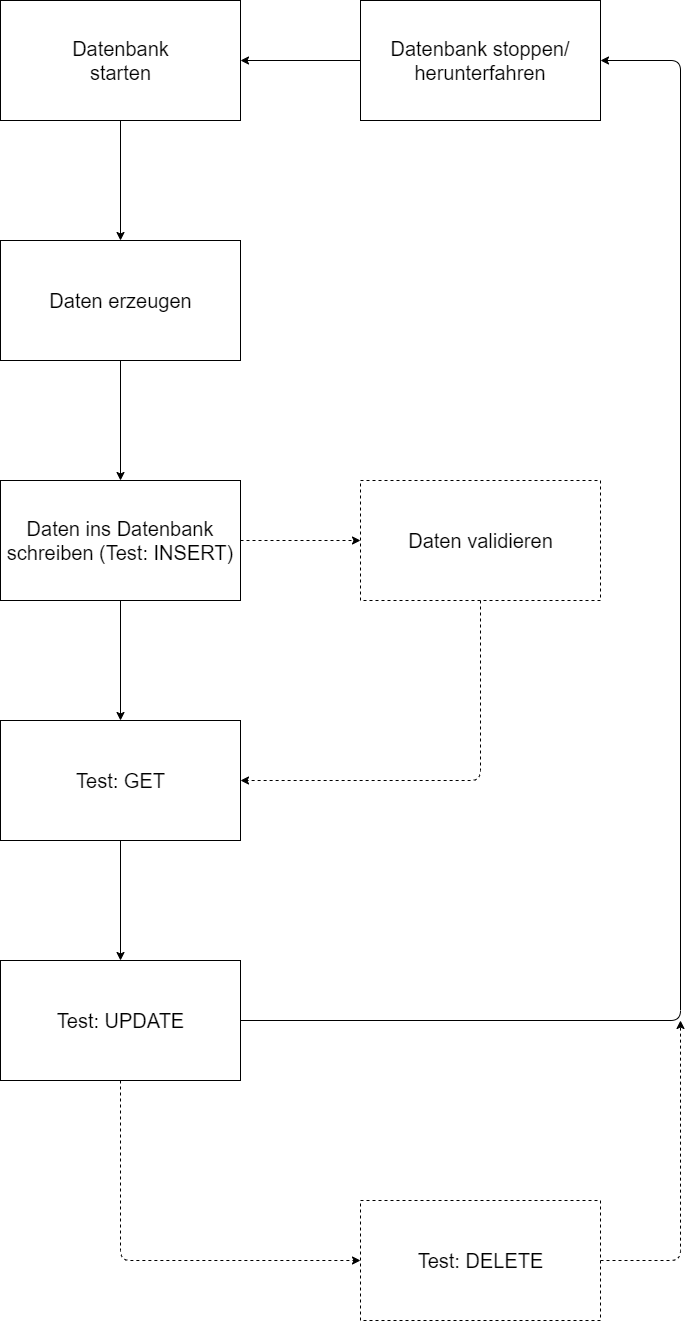 Datenbank
starten
Datenbank stoppen/
herunterfahren
Daten erzeugen
Daten ins Datenbank
schreiben (Test: INSERT)
Daten validieren
Test: GET
Test: UPDATE
Test: DELETE